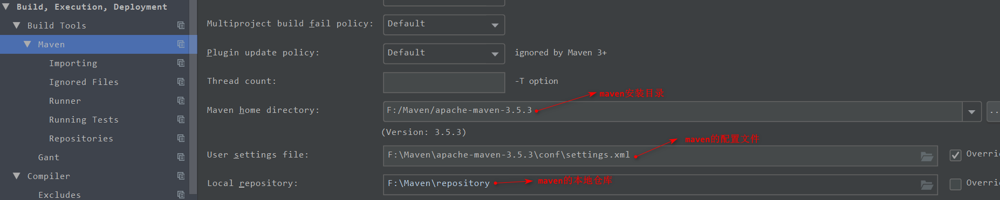 Build, Execution, Deployment
Build Tools
Maven
Importing
Ignored Files
Runner
Running Tests
Repositories
Gant
Compiler
Excludes
Multiproject build fail policy: Default
Plugin update policy: Default ignored by Maven 3+
Thread count: -T option
maven安装目录
Maven home directory: F:/Maven/apache-maven-3.5.3 ..
(Version: 3.5.3)
maven的配置文件
User settings file: F:\Maven\apache-maven-3.5.3\conf\settings.xml Overri
maven的本地仓库
Local repository: F:\Maven\repository Overri